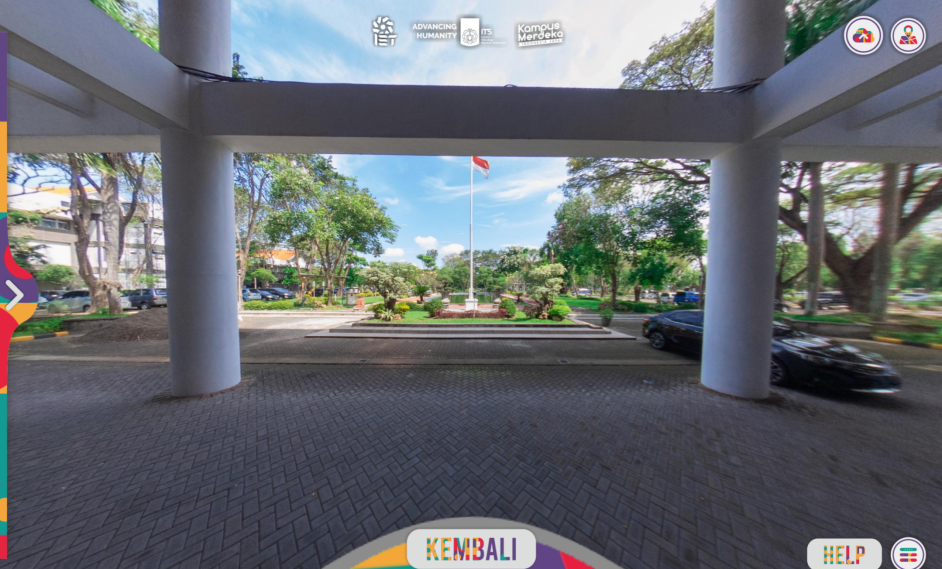 ADVANCING
HUMANITY
ITS
Kampus
Merdeka
KEMBALI
HELP